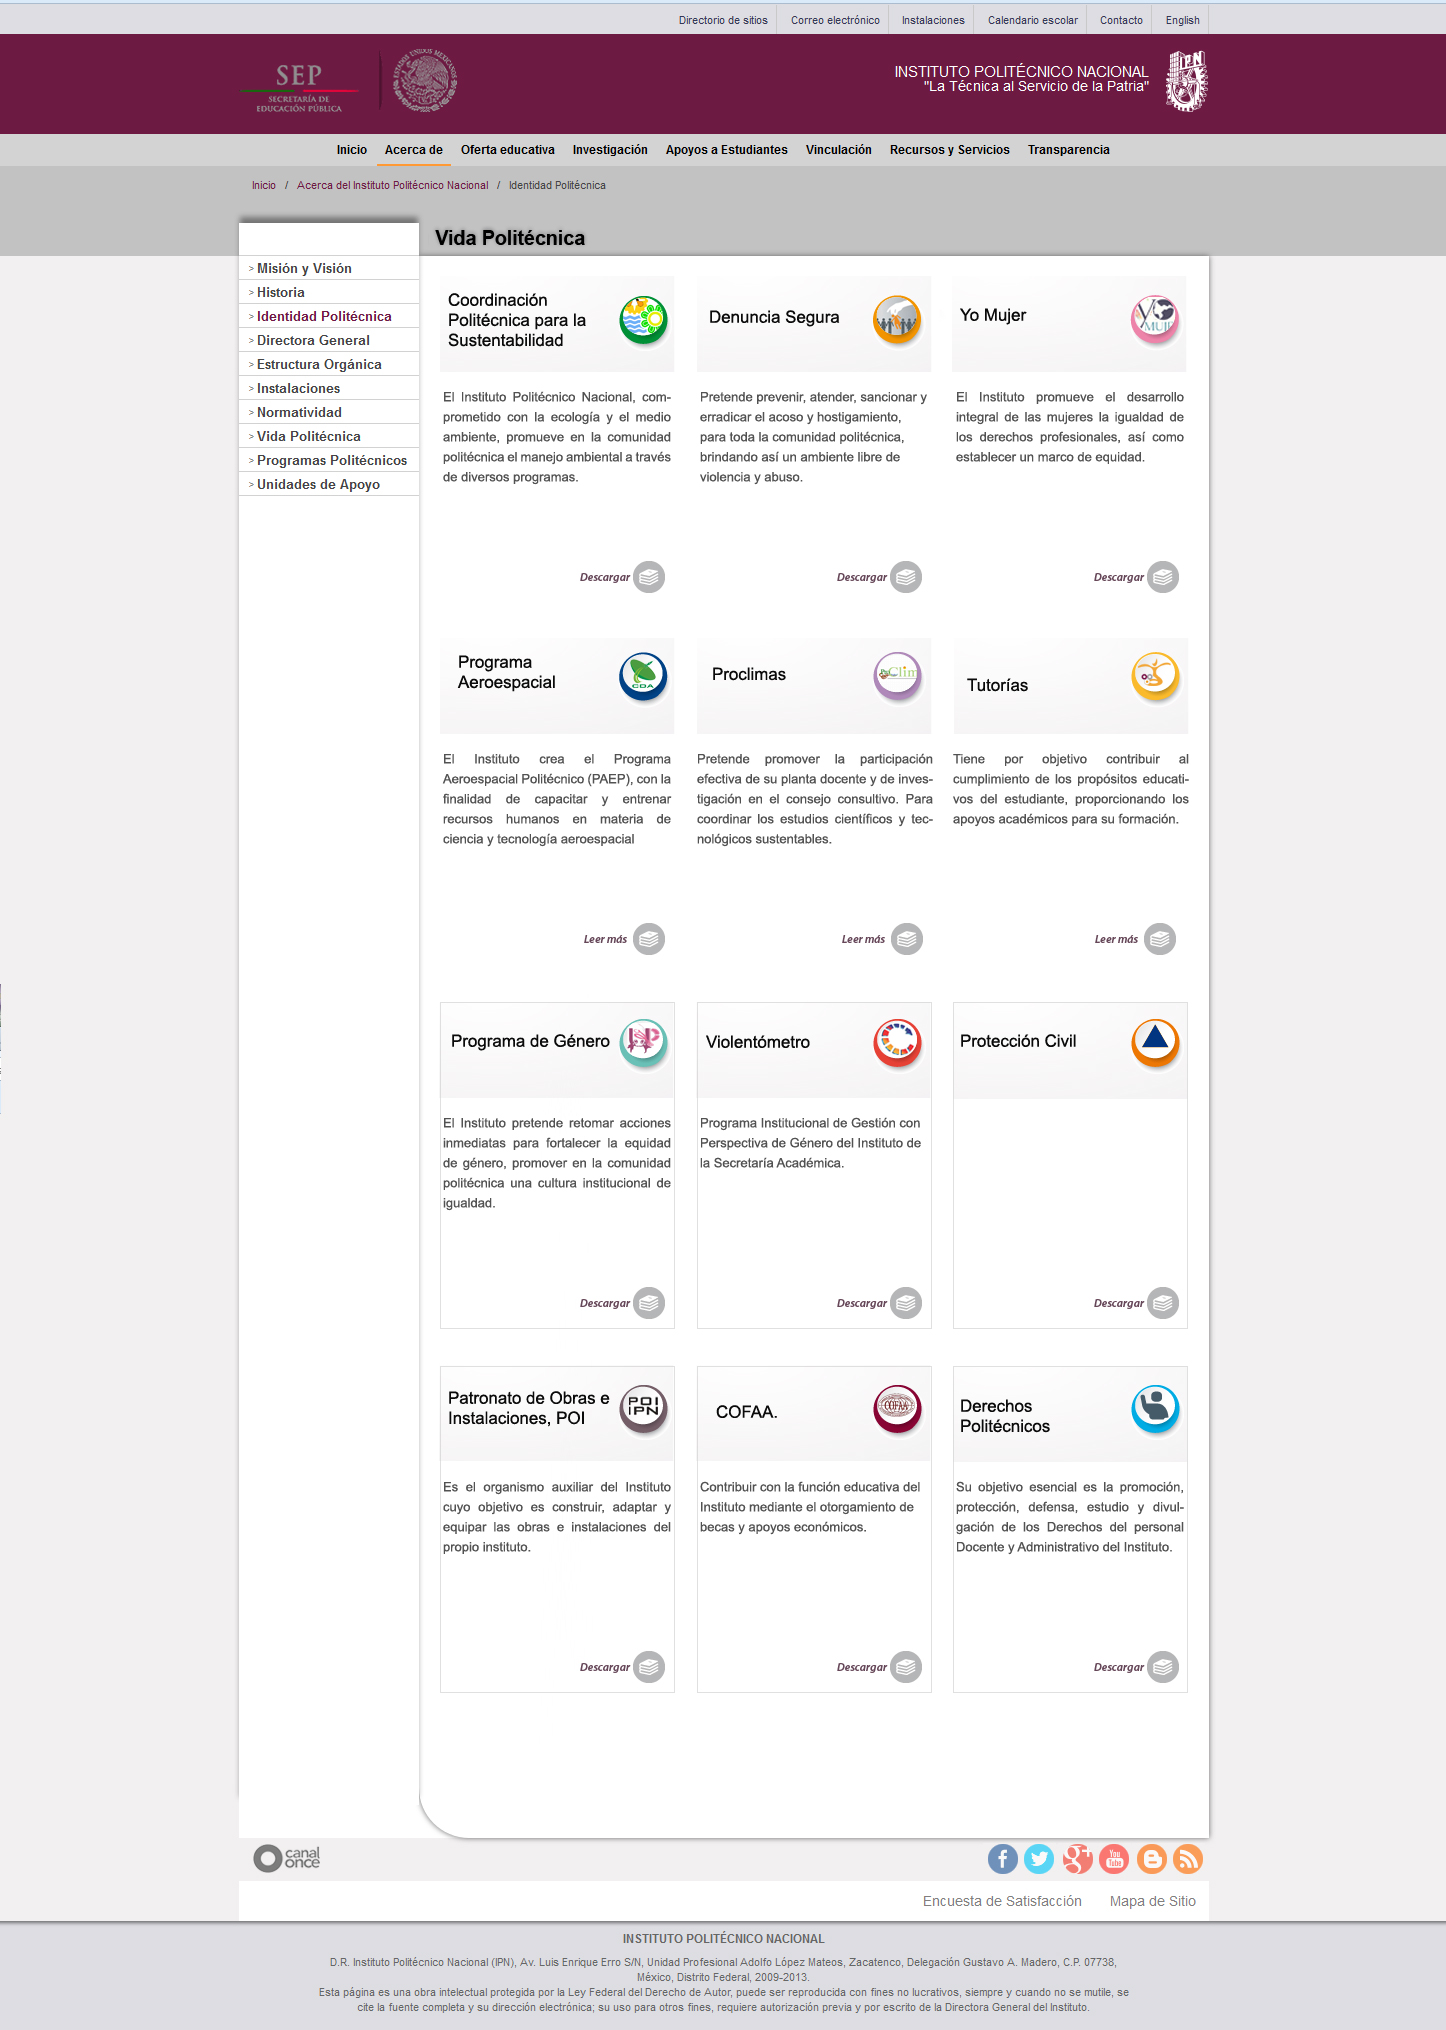 Directorio de sitios
Correo electrónico
Instalaciones
Calendario escolar
Contacto
English
SEP
SECRETARÍA DE
EDUCACIÓN PÚBLICA
ESTADOS UNIDOS MEXICANOS
INSTITUTO POLITÉCNICO NACIONAL
"La Técnica al Servicio de la Patria"
IPN
Inicio
Acerca de
Oferta educativa
Investigación
Apoyos a Estudiantes
Vinculación
Recursos y Servicios
Transparencia
Inicio / Acerca del Instituto Politécnico Nacional / Identidad Politécnica
Vida Politécnica
> Misión y Visión
> Historia
> Identidad Politécnica
> Directora General
> Estructura Orgánica
> Instalaciones
> Normatividad
> Vida Politécnica
> Programas Politécnicos
> Unidades de Apoyo
Coordinación
Politécnica para la
Sustentabilidad
El Instituto Politécnico Nacional, com-
prometido con la ecología y el medio
ambiente, promueve en la comunidad
politécnica el manejo ambiental a través
de diversos programas.
Descargar
Denuncia Segura
Pretende prevenir, atender, sancionar y
erradicar el acoso y hostigamiento,
para toda la comunidad politécnica,
brindando así un ambiente libre de
violencia y abuso.
Descargar
Yo Mujer
El Instituto promueve el desarrollo
integral de las mujeres la igualdad de
los derechos profesionales, así como
establecer un marco de equidad.
Descargar
Programa
Aeroespacial
CDA
El Instituto crea el Programa
Aeroespacial Politécnico (PAEP), con la
finalidad de capacitar y entrenar
recursos humanos en materia de
ciencia y tecnología aeroespacial
Leer más
Proclimas
Clim
Pretende promover la participación
efectiva de su planta docente y de inves-
tigación en el consejo consultivo. Para
coordinar los estudios científicos y tec-
nológicos sustentables.
Leer más
Tutorías
Tiene por objetivo contribuir al
cumplimiento de los propósitos educati-
vos del estudiante, proporcionando los
apoyos académicos para su formación.
Leer más
Programa de Género
El Instituto pretende retomar acciones
inmediatas para fortalecer la equidad
de género, promover en la comunidad
politécnica una cultura institucional de
igualdad.
Descargar
Violentómetro
Programa Institucional de Gestión con
Perspectiva de Género del Instituto de
la Secretaría Académica.
Descargar
Protección Civil
Descargar
Patronato de Obras e
Instalaciones, POI
POI
IPN
Es el organismo auxiliar del Instituto
cuyo objetivo es construir, adaptar y
equipar las obras e instalaciones del
propio instituto.
Descargar
COFAA.
COFAA
Contribuir con la función educativa del
Instituto mediante el otorgamiento de
becas y apoyos económicos.
Descargar
Derechos
Politécnicos
Su objetivo esencial es la promoción,
protección, defensa, estudio y divul-
gación de los Derechos del personal
Docente y Administrativo del Instituto.
Descargar
canal
once
You
Tube
Encuesta de Satisfacción
Mapa de Sitio
INSTITUTO POLITÉCNICO NACIONAL
D.R. Instituto Politécnico Nacional (IPN), Av. Luis Enrique Erro S/N, Unidad Profesional Adolfo López Mateos, Zacatenco, Delegación Gustavo A. Madero, C.P. 07738,
México, Distrito Federal, 2009-2013.
Esta página es una obra intelectual protegida por la Ley Federal del Derecho de Autor, puede ser reproducida con fines no lucrativos, siempre y cuando no se mutile, se
cite la fuente completa y su dirección electrónica; su uso para otros fines, requiere autorización previa y por escrito de la Directora General del Instituto.